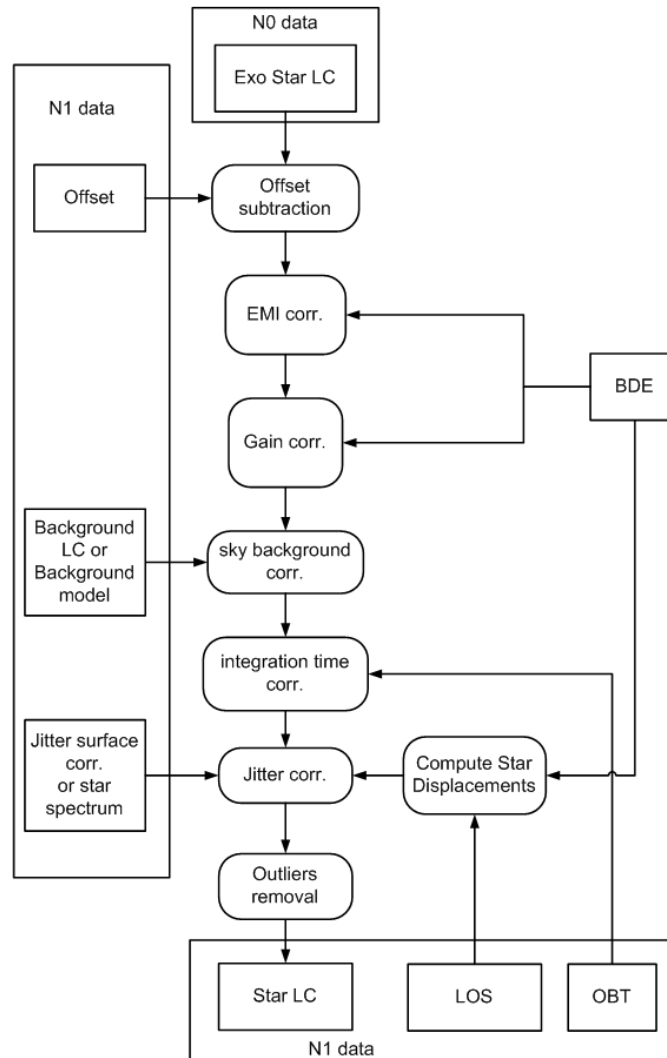 N0 data
Exo Star LC
N1 data
Offset
Offset
subtraction
EMI corr.
BDE
Gain corr.
Background
LC or
Background
model
sky background
corr.
integration time
corr.
Jitter surface
corr.
or star
spectrum
Jitter corr.
Compute Star
Displacements
Outliers
removal
Star LC
LOS
OBT
N1 data